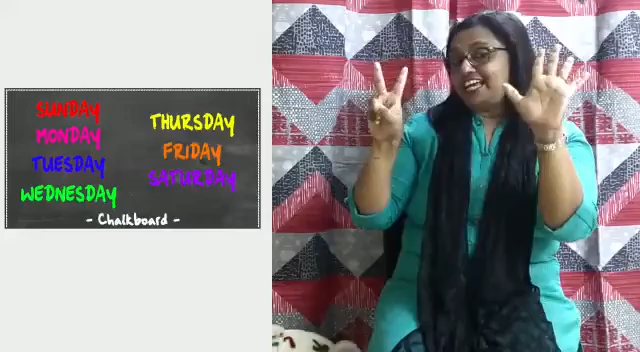 SUNDAY
MONDAY
TUESDAY
WEDNESDAY
THURSDAY
FRIDAY
SATURDAY
- Chalkboard -